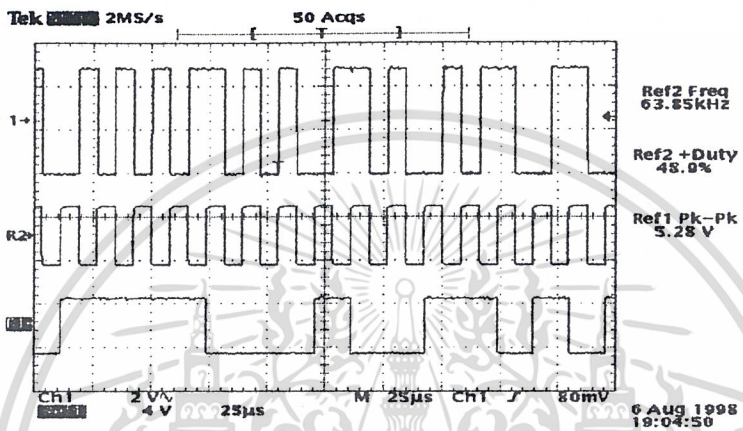 Tek 2MS/s 50 Acqs
1→
R2→
Ref2 Freq
63.85kHz
Ref2 +Duty
48.9%
Ref1 Pk-Pk
5.28 V
Ch1 2 V∿ M 25µs Ch1 ∫ 80mV
4 V 25µs
6 Aug 1998
19:04:50